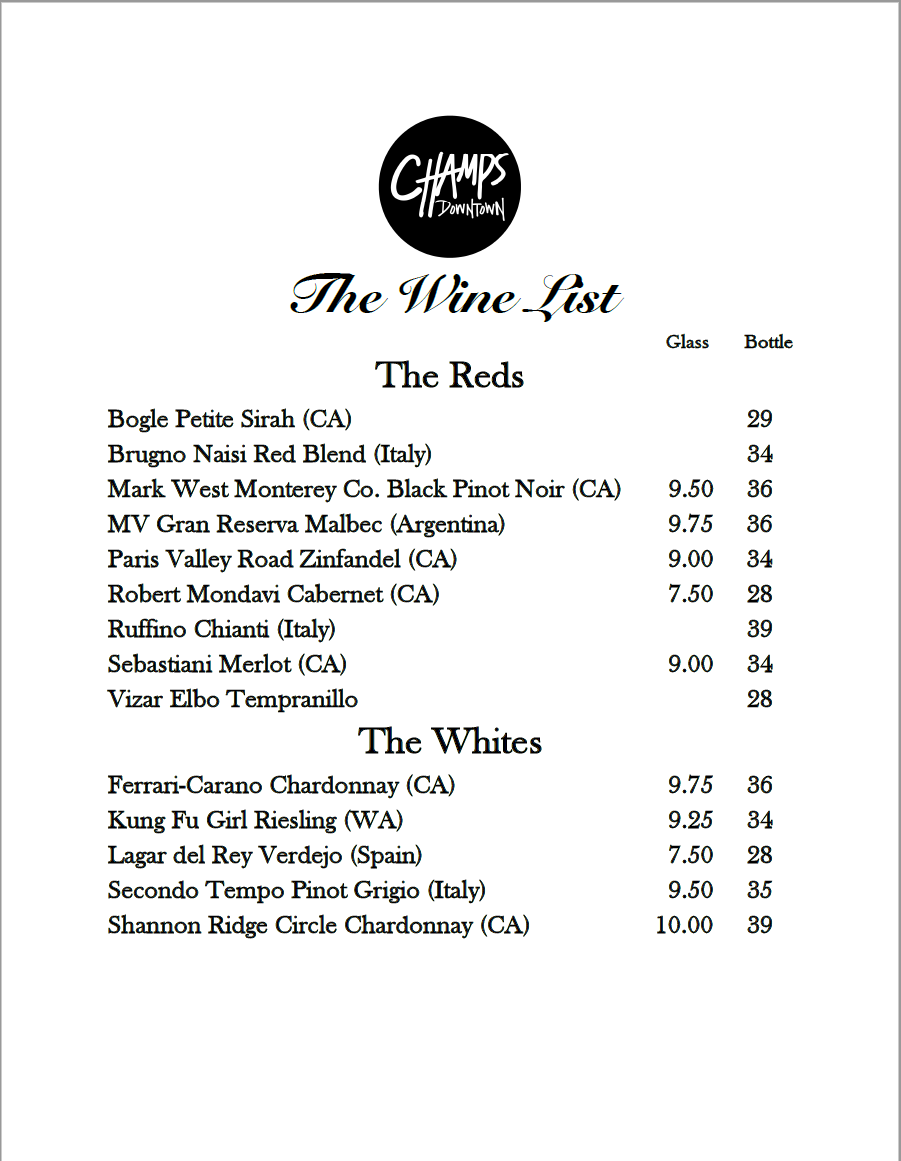 CHAMPS
DOWNTOWN
The Wine List
Glass Bottle
The Reds
Bogle Petite Sirah (CA) 29
Brugno Naisi Red Blend (Italy) 34
Mark West Monterey Co. Black Pinot Noir (CA) 9.50 36
MV Gran Reserva Malbec (Argentina) 9.75 36
Paris Valley Road Zinfandel (CA) 9.00 34
Robert Mondavi Cabernet (CA) 7.50 28
Ruffino Chianti (Italy) 39
Sebastiani Merlot (CA) 9.00 34
Vizar Elbo Tempranillo 28
The Whites
Ferrari-Carano Chardonnay (CA) 9.75 36
Kung Fu Girl Riesling (WA) 9.25 34
Lagar del Rey Verdejo (Spain) 7.50 28
Secondo Tempo Pinot Grigio (Italy) 9.50 35
Shannon Ridge Circle Chardonnay (CA) 10.00 39